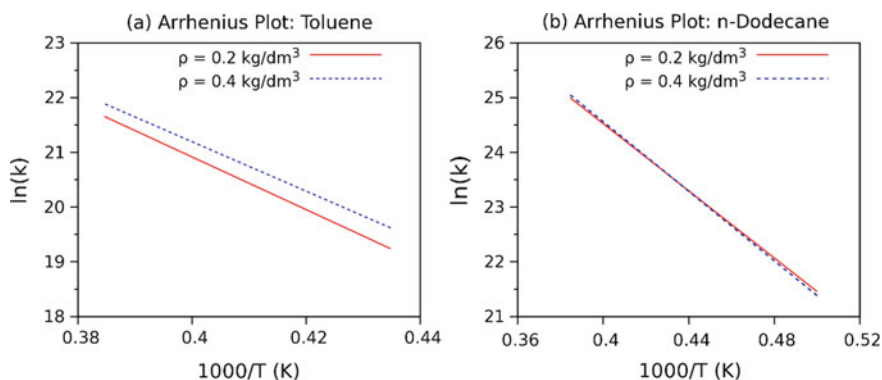 (a) Arrhenius Plot: Toluene
ρ = 0.2 kg/dm³
ρ = 0.4 kg/dm³
23
22
21
20
19
18
ln(k)
0.38
0.4
0.42
0.44
1000/T (K)
(b) Arrhenius Plot: n-Dodecane
ρ = 0.2 kg/dm³
ρ = 0.4 kg/dm³
26
25
24
23
22
21
ln(k)
0.36
0.4
0.44
0.48
0.52
1000/T (K)